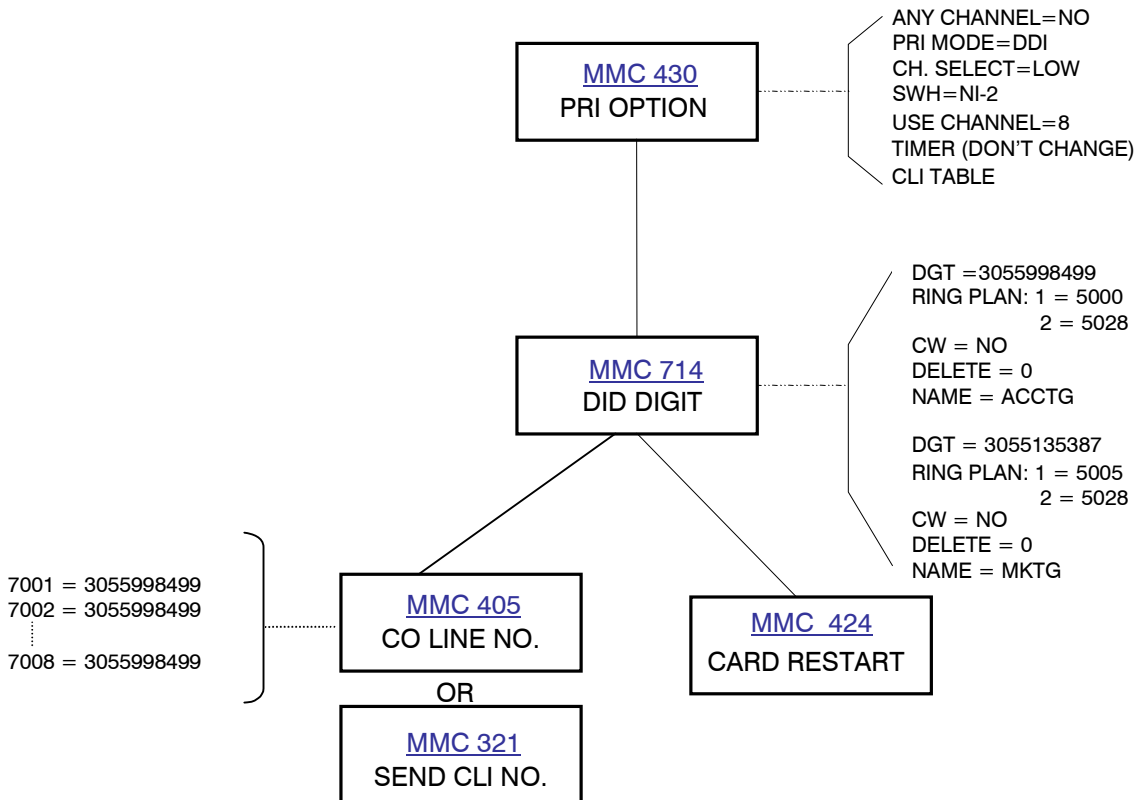 ANY CHANNEL=NO
PRI MODE=DDI
CH. SELECT=LOW
SWH=NI-2
USE CHANNEL=8
TIMER (DON'T CHANGE)
CLI TABLE
MMC 430
PRI OPTION
DGT =3055998499
RING PLAN: 1 = 5000
2 = 5028
CW = NO
DELETE = 0
NAME = ACCTG
DGT = 3055135387
RING PLAN: 1 = 5005
2 = 5028
CW = NO
DELETE = 0
NAME = MKTG
MMC 714
DID DIGIT
7001 = 3055998499
7002 = 3055998499
7008 = 3055998499
MMC 405
CO LINE NO.
OR
MMC 321
SEND CLI NO.
MMC 424
CARD RESTART